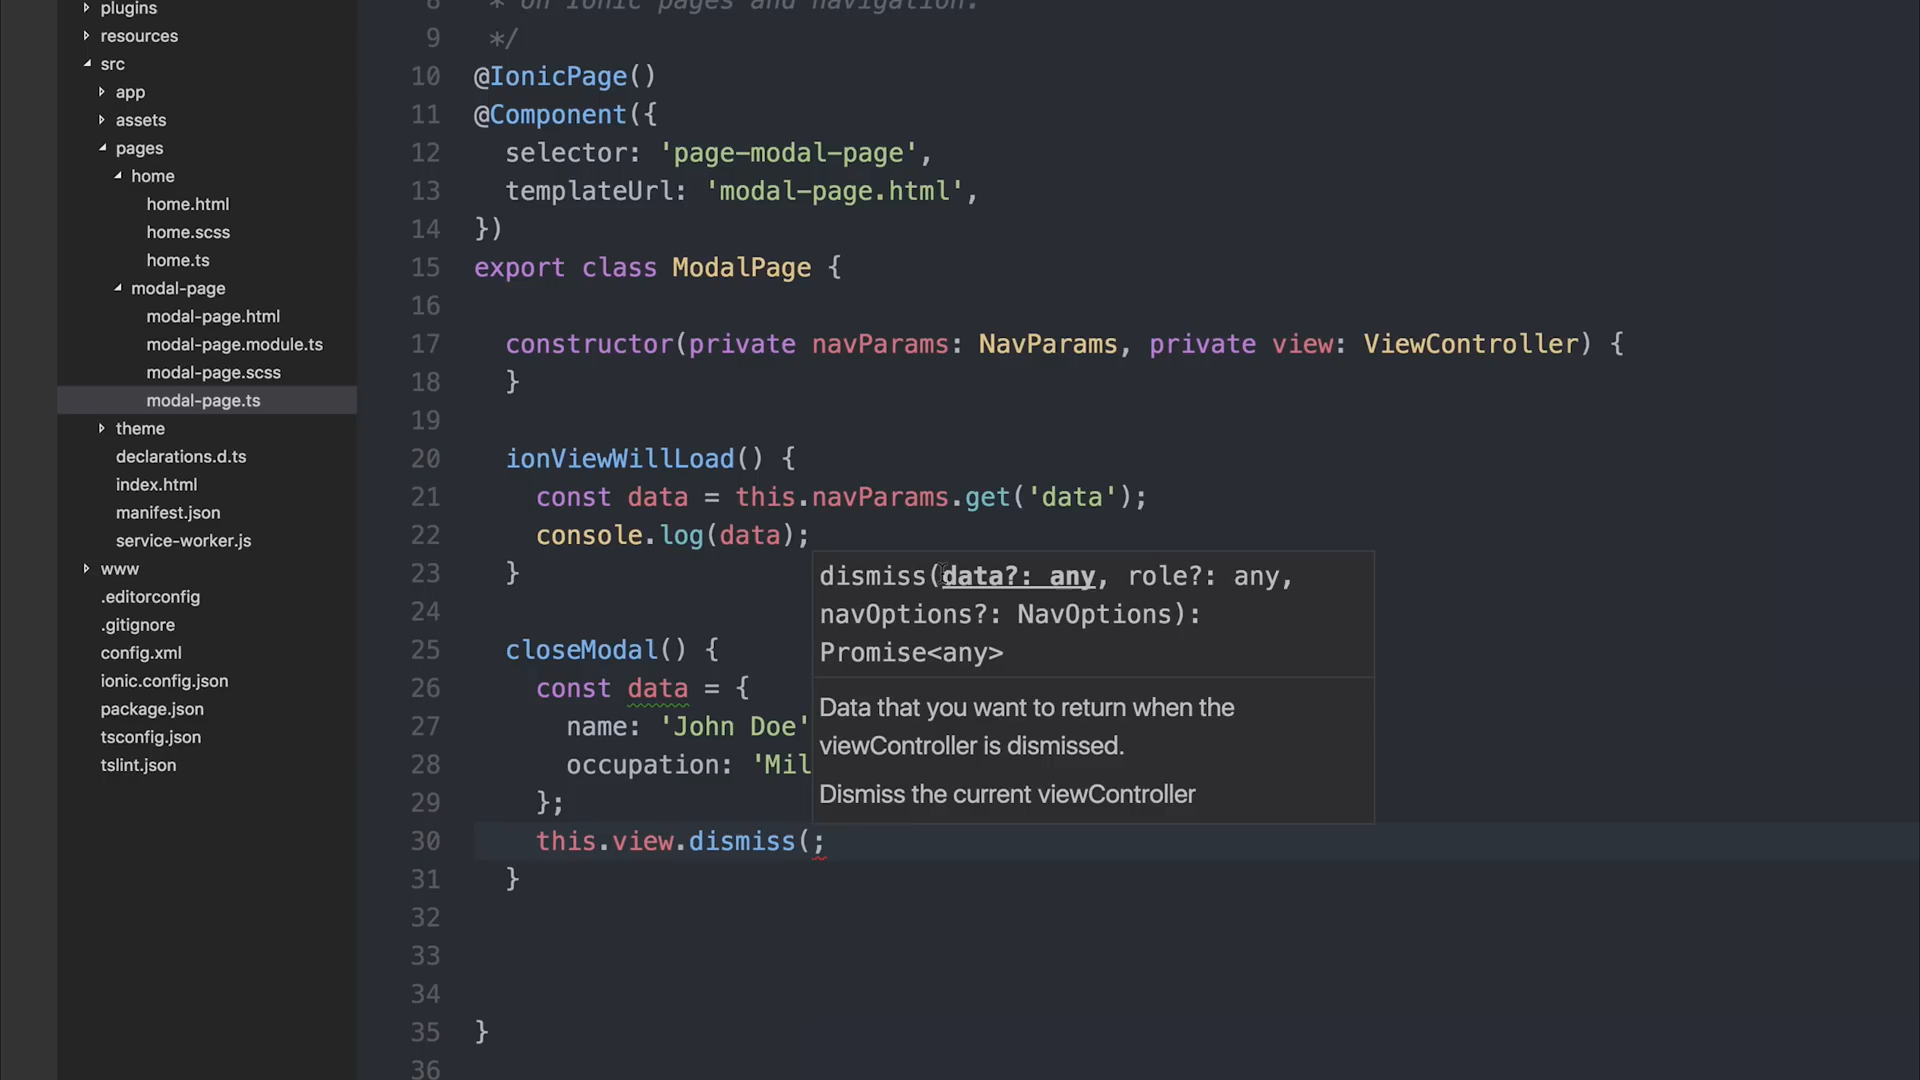 plugins
resources
src
app
assets
pages
home
home.html
home.scss
home.ts
modal-page
modal-page.html
modal-page.module.ts
modal-page.scss
modal-page.ts
theme
declarations.d.ts
index.html
manifest.json
service-worker.js
www
.editorconfig
.gitignore
config.xml
ionic.config.json
package.json
tsconfig.json
tslint.json
8 * on Ionic pages and navigation.
9 */
10 @IonicPage()
11 @Component({
12 selector: 'page-modal-page',
13 templateUrl: 'modal-page.html',
14 })
15 export class ModalPage {
16
17 constructor(private navParams: NavParams, private view: ViewController) {
18 }
19
20 ionViewWillLoad() {
21 const data = this.navParams.get('data');
22 console.log(data);
23 }
24
25 closeModal() {
26 const data = {
27 name: 'John Doe'
28 occupation: 'Mil
29 };
30 this.view.dismiss(;
31 }
32
33
34
35 }
36
dismiss(data?: any, role?: any,
navOptions?: NavOptions):
Promise<any>
Data that you want to return when the
viewController is dismissed.
Dismiss the current viewController